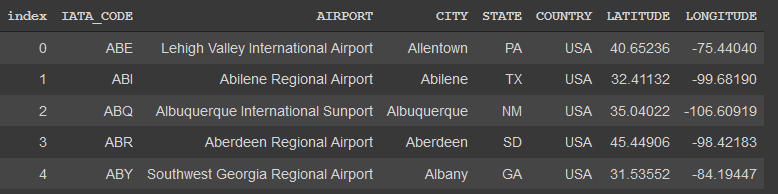 index IATA_CODE AIRPORT CITY STATE COUNTRY LATITUDE LONGITUDE
0 ABE Lehigh Valley International Airport Allentown PA USA 40.65236 -75.44040
1 ABI Abilene Regional Airport Abilene TX USA 32.41132 -99.68190
2 ABQ Albuquerque International Sunport Albuquerque NM USA 35.04022 -106.60919
3 ABR Aberdeen Regional Airport Aberdeen SD USA 45.44906 -98.42183
4 ABY Southwest Georgia Regional Airport Albany GA USA 31.53552 -84.19447